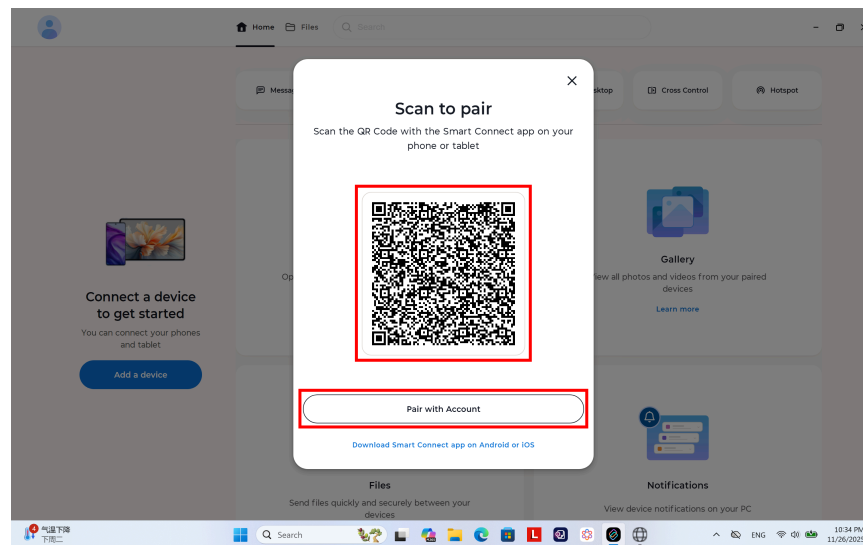 Home
Files
Search
Messa
sktop
Cross Control
Hotspot
Scan to pair
Scan the QR Code with the Smart Connect app on your
phone or tablet
Connect a device
to get started
You can connect your phones
and tablet
Add a device
Op
Gallery
iew all photos and videos from your paired
devices
Learn more
Pair with Account
Download Smart Connect app on Android or iOS
Files
Send files quickly and securely between your
devices
Notifications
View device notifications on your PC
4
气温下降
下周二
Search
L
ENG
10:34 PM
11/26/2025